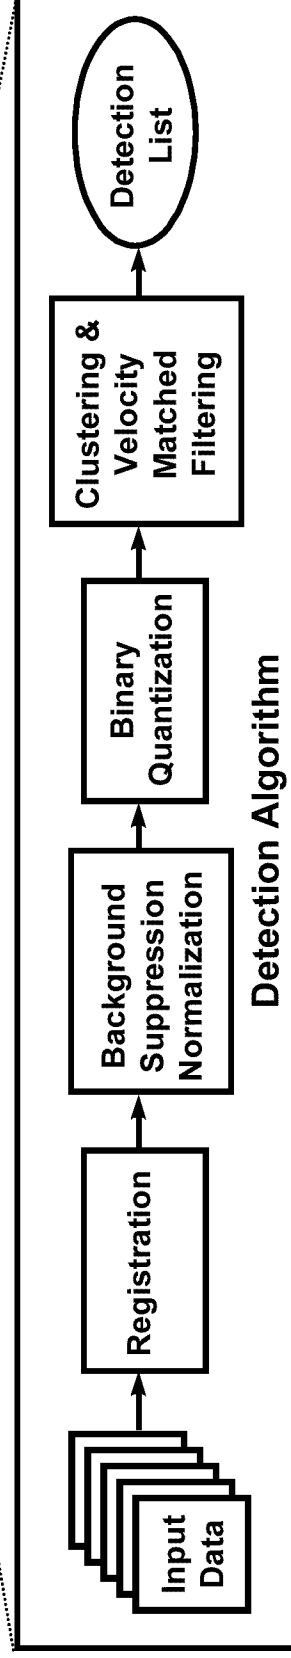 Input
Data
Registration
Background
Suppression
Normalization
Binary
Quantization
Clustering &
Velocity
Matched
Filtering
Detection
List
Detection Algorithm